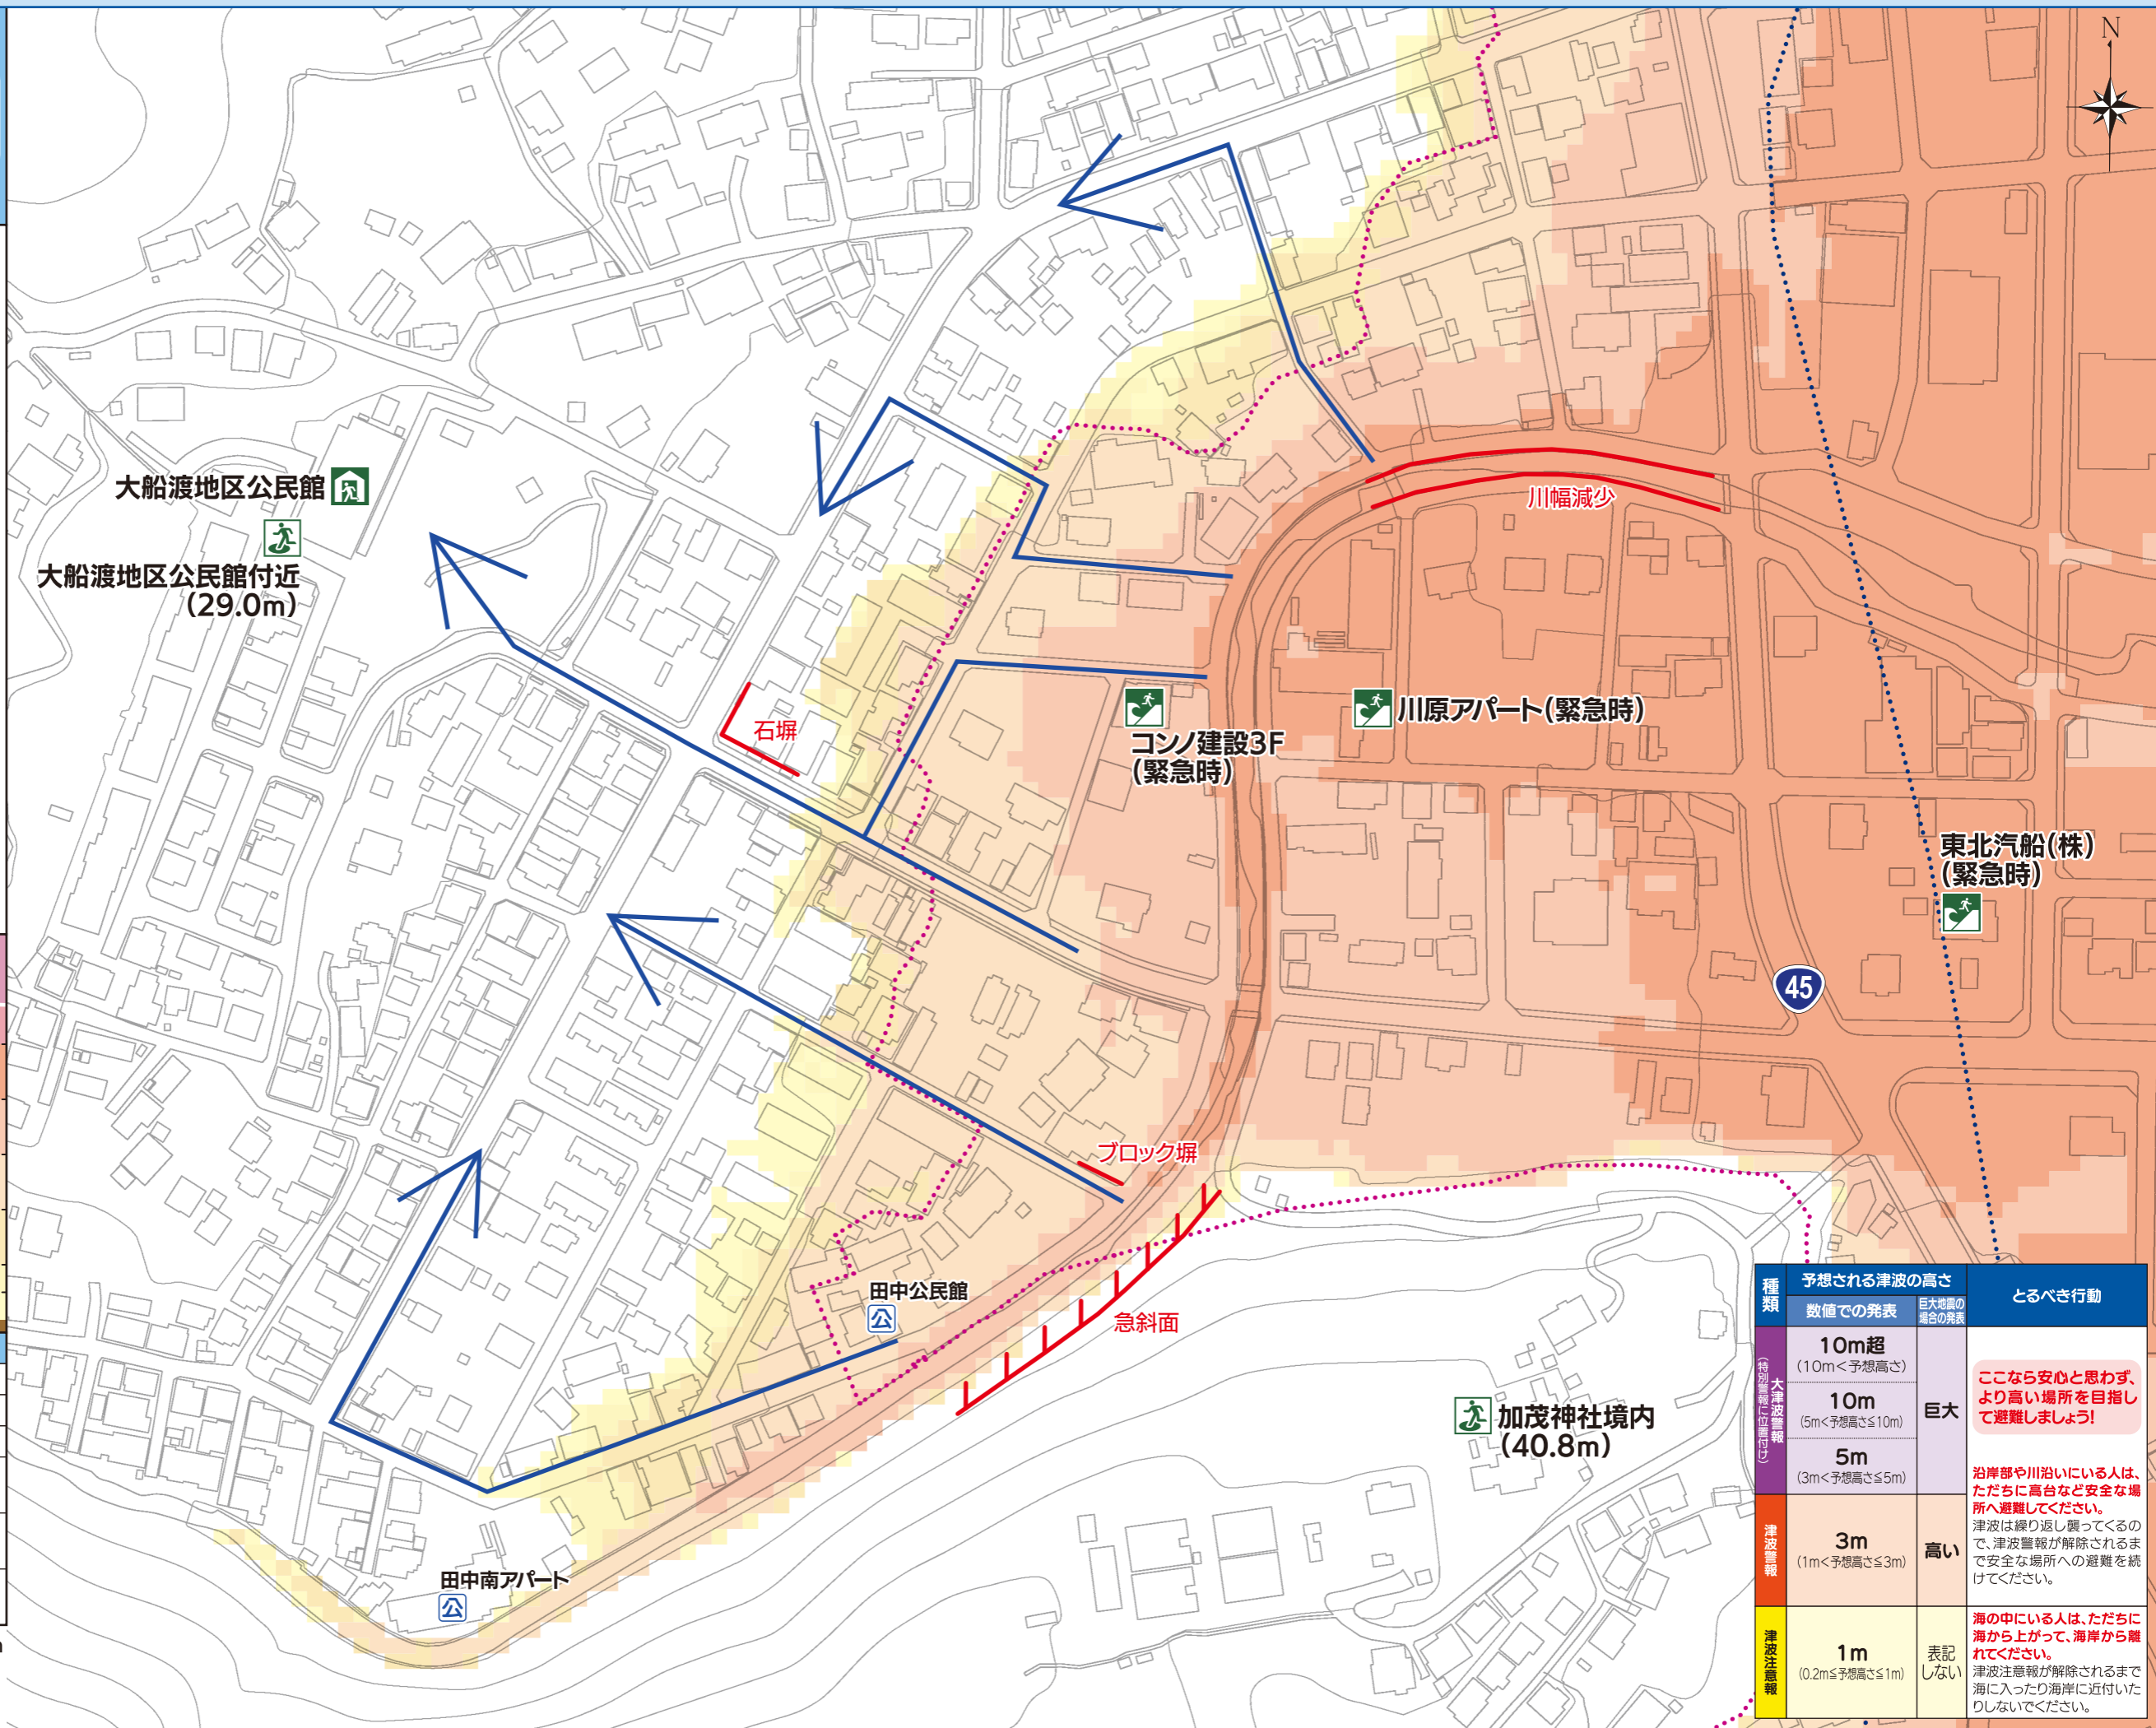 N
大船渡地区公民館
大船渡地区公民館付近
(29.0m)
川幅減少
石塀
コンノ建設3F
(緊急時)
川原アパート(緊急時)
東北汽船(株)
(緊急時)
45
ブロック塀
田中公民館
公
急斜面
加茂神社境内
(40.8m)
田中南アパート
公
種類
予想される津波の高さ
とるべき行動
数値での発表
巨大地震の
場合の発表
大津波警報
(特別警報に位置付け)
10m超
(10m<予想高さ)
10m
(5m<予想高さ≦10m)
5m
(3m<予想高さ≦5m)
巨大
ここなら安心と思わず、
より高い場所を目指し
て避難しましょう!
沿岸部や川沿いにいる人は、
ただちに高台など安全な場
所へ避難してください。
津波は繰り返し襲ってくるの
で、津波警報が解除されるま
で安全な場所への避難を続
けてください。
津波警報
3m
(1m<予想高さ≦3m)
高い
津波注意報
1m
(0.2m≦予想高さ≦1m)
表記
しない
海の中にいる人は、ただちに
海から上がって、海岸から離
れてください。
津波注意報が解除されるまで
海に入ったり海岸に近付いた
りしないでください。